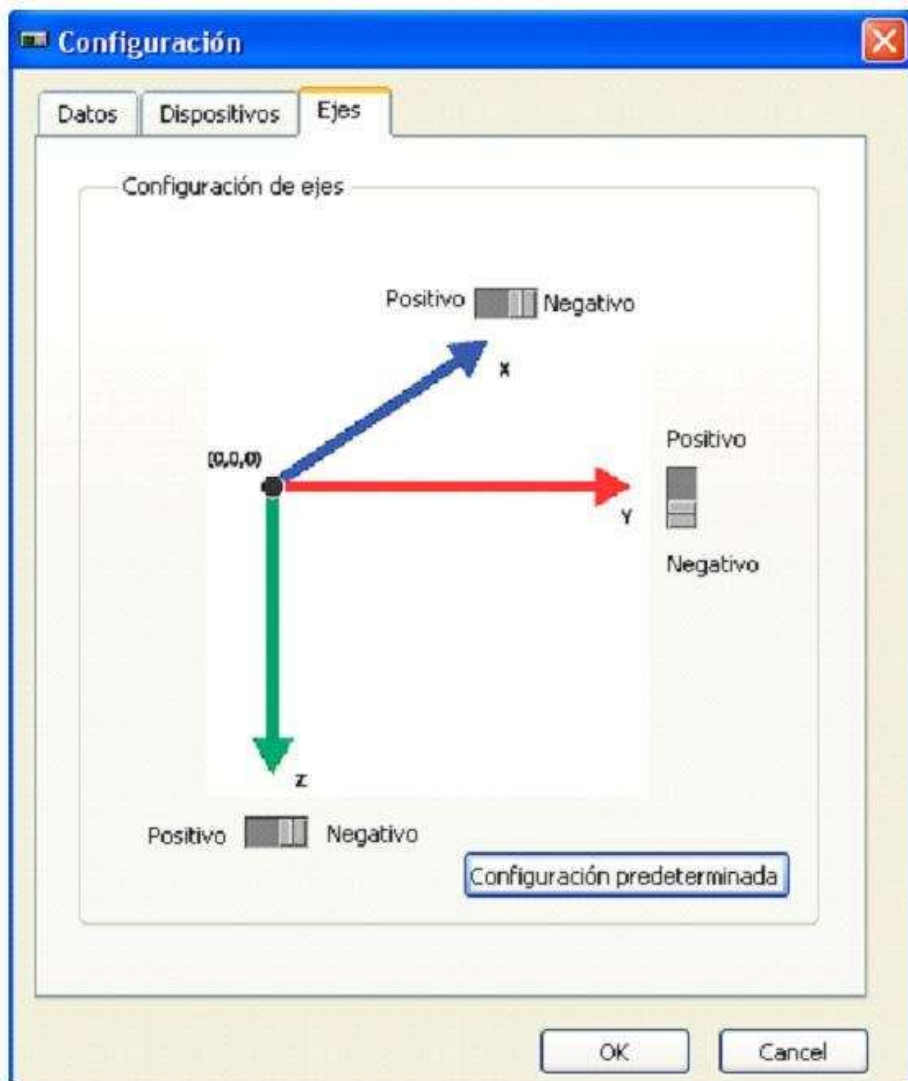 Configuración
Datos Dispositivos Ejes
Configuración de ejes
Positivo Negativo
X
(0,0,0)
Positivo
Y
Negativo
Z
Positivo Negativo
Configuración predeterminada
OK Cancel